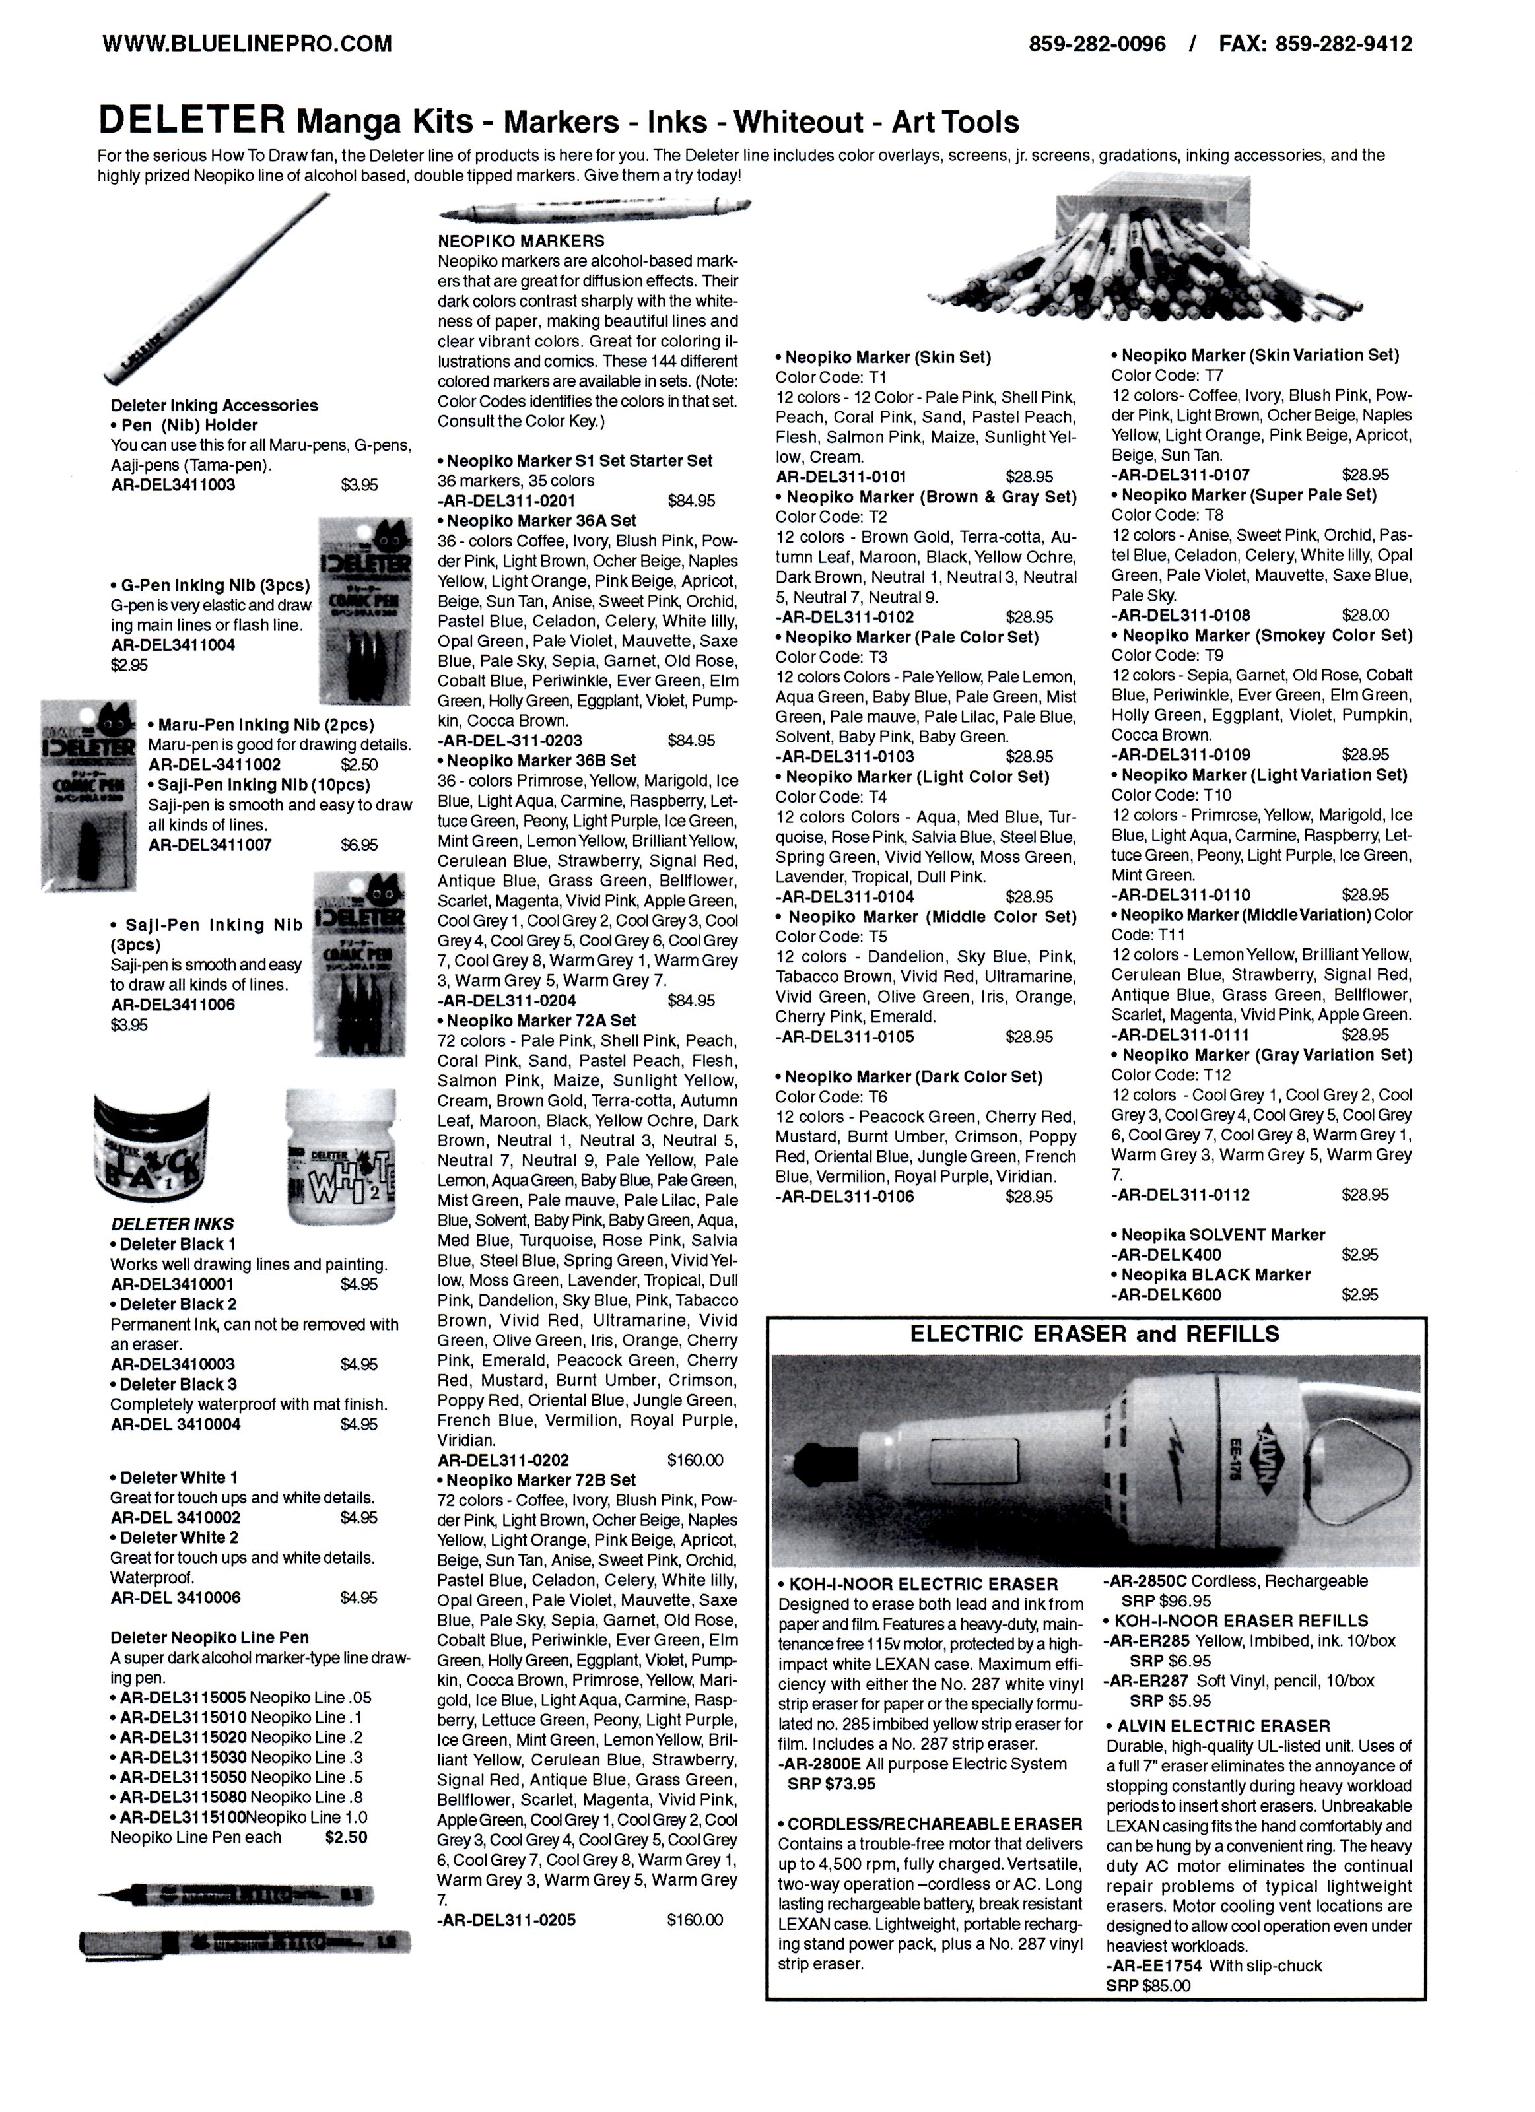 WWW.BLUELINEPRO.COM
859-282-0096 / FAX: 859-282-9412
DELETER Manga Kits - Markers - Inks - Whiteout - Art Tools
For the serious How To Draw fan, the Deleter line of products is here for you. The Deleter line includes color overlays, screens, jr. screens, gradations, inking accessories, and the
highly prized Neopiko line of alcohol based, double tipped markers. Give them a try today!
Deleter Inking Accessories
• Pen (Nib) Holder
You can use this for all Maru-pens, G-pens,
Aaji-pens (Tama-pen).
AR-DEL3411003 $3.95
• G-Pen Inking Nib (3pcs)
G-pen is very elastic and draw
ing main lines or flash line.
AR-DEL3411004
$2.95
DELETER
COMIC PEN
• Maru-Pen Inking Nib (2pcs)
Maru-pen is good for drawing details.
AR-DEL-3411002 $2.50
• Saji-Pen Inking Nib (10pcs)
Saji-pen is smooth and easy to draw
all kinds of lines.
AR-DEL3411007 $6.95
DELETER
COMIC PEN
• Saji-Pen Inking Nib
(3pcs)
Saji-pen is smooth and easy
to draw all kinds of lines.
AR-DEL3411006
$3.95
DELETER
COMIC PEN
BLACK 1
DELETER
WHITE 2
DELETER INKS
• Deleter Black 1
Works well drawing lines and painting.
AR-DEL3410001 $4.95
• Deleter Black 2
Permanent Ink, can not be removed with
an eraser.
AR-DEL3410003 $4.95
• Deleter Black 3
Completely waterproof with mat finish.
AR-DEL 3410004 $4.95
• Deleter White 1
Great for touch ups and white details.
AR-DEL 3410002 $4.95
• Deleter White 2
Great for touch ups and white details.
Waterproof.
AR-DEL 3410006 $4.95
Deleter Neopiko Line Pen
A super dark alcohol marker-type line draw-
ing pen.
• AR-DEL3115005 Neopiko Line .05
• AR-DEL3115010 Neopiko Line .1
• AR-DEL3115020 Neopiko Line .2
• AR-DEL3115030 Neopiko Line .3
• AR-DEL3115050 Neopiko Line .5
• AR-DEL3115080 Neopiko Line .8
• AR-DEL3115100Neopiko Line 1.0
Neopiko Line Pen each $2.50
NEOPIKO MARKERS
Neopiko markers are alcohol-based mark-
ers that are great for diffusion effects. Their
dark colors contrast sharply with the white-
ness of paper, making beautiful lines and
clear vibrant colors. Great for coloring il-
lustrations and comics. These 144 different
colored markers are available in sets. (Note:
Color Codes identifies the colors in that set.
Consult the Color Key.)
• Neopiko Marker S1 Set Starter Set
36 markers, 35 colors
-AR-DEL311-0201 $84.95
• Neopiko Marker 36A Set
36 - colors Coffee, Ivory, Blush Pink, Pow-
der Pink, Light Brown, Ocher Beige, Naples
Yellow, Light Orange, Pink Beige, Apricot,
Beige, Sun Tan, Anise, Sweet Pink, Orchid,
Pastel Blue, Celadon, Celery, White lilly,
Opal Green, Pale Violet, Mauvette, Saxe
Blue, Pale Sky, Sepia, Garnet, Old Rose,
Cobalt Blue, Periwinkle, Ever Green, Elm
Green, Holly Green, Eggplant, Violet, Pump-
kin, Cocca Brown.
-AR-DEL-311-0203 $84.95
• Neopiko Marker 36B Set
36 - colors Primrose, Yellow, Marigold, Ice
Blue, Light Aqua, Carmine, Raspberry, Let-
tuce Green, Peony, Light Purple, Ice Green,
Mint Green, Lemon Yellow, Brilliant Yellow,
Cerulean Blue, Strawberry, Signal Red,
Antique Blue, Grass Green, Bellflower,
Scarlet, Magenta, Vivid Pink, Apple Green,
Cool Grey 1, Cool Grey 2, Cool Grey 3, Cool
Grey 4, Cool Grey 5, Cool Grey 6, Cool Grey
7, Cool Grey 8, Warm Grey 1, Warm Grey
3, Warm Grey 5, Warm Grey 7.
-AR-DEL311-0204 $84.95
• Neopiko Marker 72A Set
72 colors - Pale Pink, Shell Pink, Peach,
Coral Pink, Sand, Pastel Peach, Flesh,
Salmon Pink, Maize, Sunlight Yellow,
Cream, Brown Gold, Terra-cotta, Autumn
Leaf, Maroon, Black, Yellow Ochre, Dark
Brown, Neutral 1, Neutral 3, Neutral 5,
Neutral 7, Neutral 9, Pale Yellow, Pale
Lemon, Aqua Green, Baby Blue, Pale Green,
Mist Green, Pale mauve, Pale Lilac, Pale
Blue, Solvent, Baby Pink, Baby Green, Aqua,
Med Blue, Turquoise, Rose Pink, Salvia
Blue, Steel Blue, Spring Green, Vivid Yel-
low, Moss Green, Lavender, Tropical, Dull
Pink, Dandelion, Sky Blue, Pink, Tabacco
Brown, Vivid Red, Ultramarine, Vivid
Green, Olive Green, Iris, Orange, Cherry
Pink, Emerald, Peacock Green, Cherry
Red, Mustard, Burnt Umber, Crimson,
Poppy Red, Oriental Blue, Jungle Green,
French Blue, Vermilion, Royal Purple,
Viridian.
AR-DEL311-0202 $160.00
• Neopiko Marker 72B Set
72 colors - Coffee, Ivory, Blush Pink, Pow-
der Pink, Light Brown, Ocher Beige, Naples
Yellow, Light Orange, Pink Beige, Apricot,
Beige, Sun Tan, Anise, Sweet Pink, Orchid,
Pastel Blue, Celadon, Celery, White lilly,
Opal Green, Pale Violet, Mauvette, Saxe
Blue, Pale Sky, Sepia, Garnet, Old Rose,
Cobalt Blue, Periwinkle, Ever Green, Elm
Green, Holly Green, Eggplant, Violet, Pump-
kin, Cocca Brown, Primrose, Yellow, Mari-
gold, Ice Blue, Light Aqua, Carmine, Rasp-
berry, Lettuce Green, Peony, Light Purple,
Ice Green, Mint Green, Lemon Yellow, Bril-
liant Yellow, Cerulean Blue, Strawberry,
Signal Red, Antique Blue, Grass Green,
Bellflower, Scarlet, Magenta, Vivid Pink,
Apple Green, Cool Grey 1, Cool Grey 2, Cool
Grey 3, Cool Grey 4, Cool Grey 5, Cool Grey
6, Cool Grey 7, Cool Grey 8, Warm Grey 1,
Warm Grey 3, Warm Grey 5, Warm Grey
7.
-AR-DEL311-0205 $160.00
• Neopiko Marker (Skin Set)
Color Code: T1
12 colors - 12 Color - Pale Pink, Shell Pink,
Peach, Coral Pink, Sand, Pastel Peach,
Flesh, Salmon Pink, Maize, Sunlight Yel-
low, Cream.
AR-DEL311-0101 $28.95
• Neopiko Marker (Brown & Gray Set)
Color Code: T2
12 colors - Brown Gold, Terra-cotta, Au-
tumn Leaf, Maroon, Black, Yellow Ochre,
Dark Brown, Neutral 1, Neutral 3, Neutral
5, Neutral 7, Neutral 9.
-AR-DEL311-0102 $28.95
• Neopiko Marker (Pale Color Set)
Color Code: T3
12 colors Colors - Pale Yellow, Pale Lemon,
Aqua Green, Baby Blue, Pale Green, Mist
Green, Pale mauve, Pale Lilac, Pale Blue,
Solvent, Baby Pink, Baby Green.
-AR-DEL311-0103 $28.95
• Neopiko Marker (Light Color Set)
Color Code: T4
12 colors Colors - Aqua, Med Blue, Tur-
quoise, Rose Pink, Salvia Blue, Steel Blue,
Spring Green, Vivid Yellow, Moss Green,
Lavender, Tropical, Dull Pink.
-AR-DEL311-0104 $28.95
• Neopiko Marker (Middle Color Set)
Color Code: T5
12 colors - Dandelion, Sky Blue, Pink,
Tabacco Brown, Vivid Red, Ultramarine,
Vivid Green, Olive Green, Iris, Orange,
Cherry Pink, Emerald.
-AR-DEL311-0105 $28.95
• Neopiko Marker (Dark Color Set)
Color Code: T6
12 colors - Peacock Green, Cherry Red,
Mustard, Burnt Umber, Crimson, Poppy
Red, Oriental Blue, Jungle Green, French
Blue, Vermilion, Royal Purple, Viridian.
-AR-DEL311-0106 $28.95
• Neopiko Marker (Skin Variation Set)
Color Code: T7
12 colors- Coffee, Ivory, Blush Pink, Pow-
der Pink, Light Brown, Ocher Beige, Naples
Yellow, Light Orange, Pink Beige, Apricot,
Beige, Sun Tan.
-AR-DEL311-0107 $28.95
• Neopiko Marker (Super Pale Set)
Color Code: T8
12 colors - Anise, Sweet Pink, Orchid, Pas-
tel Blue, Celadon, Celery, White lilly, Opal
Green, Pale Violet, Mauvette, Saxe Blue,
Pale Sky.
-AR-DEL311-0108 $28.00
• Neopiko Marker (Smokey Color Set)
Color Code: T9
12 colors - Sepia, Garnet, Old Rose, Cobalt
Blue, Periwinkle, Ever Green, Elm Green,
Holly Green, Eggplant, Violet, Pumpkin,
Cocca Brown.
-AR-DEL311-0109 $28.95
• Neopiko Marker (Light Variation Set)
Color Code: T10
12 colors - Primrose, Yellow, Marigold, Ice
Blue, Light Aqua, Carmine, Raspberry, Let-
tuce Green, Peony, Light Purple, Ice Green,
Mint Green.
-AR-DEL311-0110 $28.95
• Neopiko Marker (Middle Variation) Color
Code: T11
12 colors - Lemon Yellow, Brilliant Yellow,
Cerulean Blue, Strawberry, Signal Red,
Antique Blue, Grass Green, Bellflower,
Scarlet, Magenta, Vivid Pink, Apple Green.
-AR-DEL311-0111 $28.95
• Neopiko Marker (Gray Variation Set)
Color Code: T12
12 colors - Cool Grey 1, Cool Grey 2, Cool
Grey 3, Cool Grey 4, Cool Grey 5, Cool Grey
6, Cool Grey 7, Cool Grey 8, Warm Grey 1,
Warm Grey 3, Warm Grey 5, Warm Grey
7.
-AR-DEL311-0112 $28.95
• Neopika SOLVENT Marker
-AR-DELK400 $2.95
• Neopika BLACK Marker
-AR-DELK600 $2.95
ELECTRIC ERASER and REFILLS
ALVIN
EE-175
• KOH-I-NOOR ELECTRIC ERASER
Designed to erase both lead and ink from
paper and film. Features a heavy-duty, main-
tenance free 115v motor, protected by a high-
impact white LEXAN case. Maximum effi-
ciency with either the No. 287 white vinyl
strip eraser for paper or the specially formu-
lated no. 285 imbibed yellow strip eraser for
film. Includes a No. 287 strip eraser.
-AR-2800E All purpose Electric System
SRP $73.95
• CORDLESS/RECHAREABLE ERASER
Contains a trouble-free motor that delivers
up to 4,500 rpm, fully charged. Vertsatile,
two-way operation –cordless or AC. Long
lasting rechargeable battery, break resistant
LEXAN case. Lightweight, portable recharg-
ing stand power pack, plus a No. 287 vinyl
strip eraser.
-AR-2850C Cordless, Rechargeable
SRP $96.95
• KOH-I-NOOR ERASER REFILLS
-AR-ER285 Yellow, Imbibed, ink. 10/box
SRP $6.95
-AR-ER287 Soft Vinyl, pencil, 10/box
SRP $5.95
• ALVIN ELECTRIC ERASER
Durable, high-quality UL-listed unit. Uses of
a full 7" eraser eliminates the annoyance of
stopping constantly during heavy workload
periods to insert short erasers. Unbreakable
LEXAN casing fits the hand comfortably and
can be hung by a convenient ring. The heavy
duty AC motor eliminates the continual
repair problems of typical lightweight
erasers. Motor cooling vent locations are
designed to allow cool operation even under
heaviest workloads.
-AR-EE1754 With slip-chuck
SRP $85.00